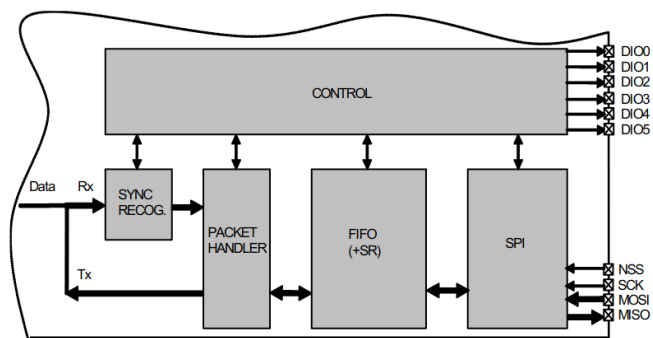 DIO0
DIO1
DIO2
DIO3
DIO4
DIO5
CONTROL
Data
Rx
SYNC
RECOG.
PACKET
HANDLER
FIFO
(+SR)
SPI
Tx
NSS
SCK
MOSI
MISO